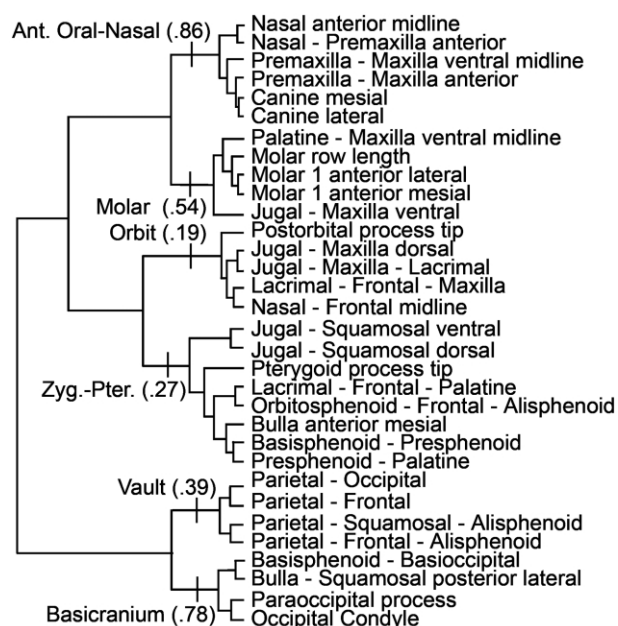 Ant. Oral-Nasal (.86)
Nasal anterior midline
Nasal - Premaxilla anterior
Premaxilla - Maxilla ventral midline
Premaxilla - Maxilla anterior
Canine mesial
Canine lateral
Palatine - Maxilla ventral midline
Molar row length
Molar 1 anterior lateral
Molar 1 anterior mesial
Molar (.54)
Jugal - Maxilla ventral
Orbit (.19)
Postorbital process tip
Jugal - Maxilla dorsal
Jugal - Maxilla - Lacrimal
Lacrimal - Frontal - Maxilla
Nasal - Frontal midline
Jugal - Squamosal ventral
Jugal - Squamosal dorsal
Pterygoid process tip
Zyg.-Pter. (.27)
Lacrimal - Frontal - Palatine
Orbitosphenoid - Frontal - Alisphenoid
Bulla anterior mesial
Basisphenoid - Presphenoid
Presphenoid - Palatine
Vault (.39)
Parietal - Occipital
Parietal - Frontal
Parietal - Squamosal - Alisphenoid
Parietal - Frontal - Alisphenoid
Basisphenoid - Basioccipital
Bulla - Squamosal posterior lateral
Paraoccipital process
Basicranium (.78)
Occipital Condyle